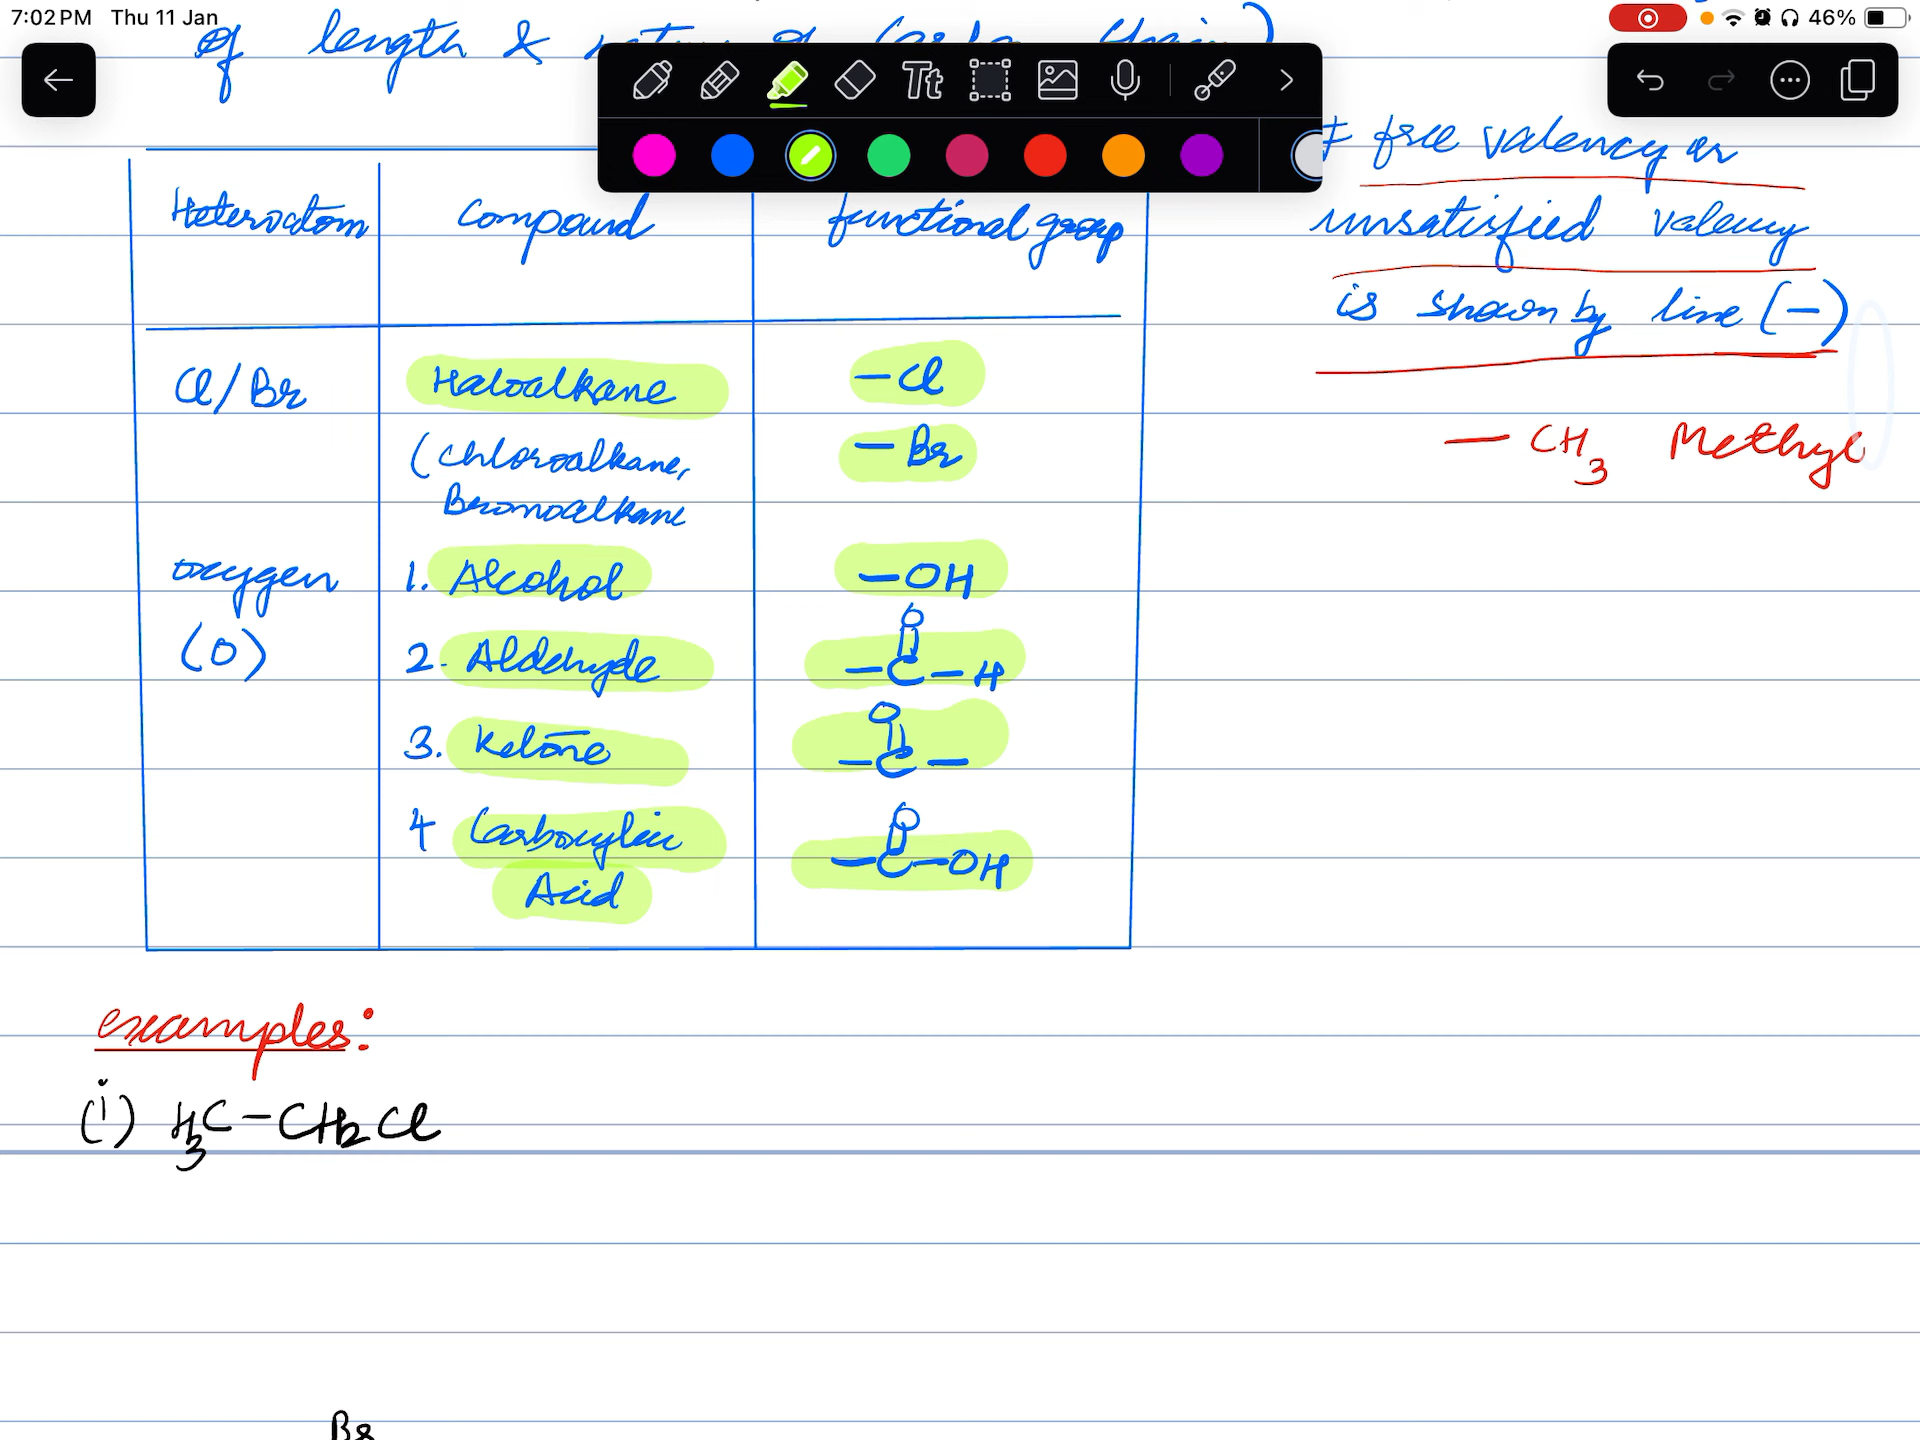 7:02 PM Thu 11 Jan
46%
of length &
Tt
free valency or
unsatisfied valency
is shown by line (-)
— CH3 Methyl
Heteroatom compound functional group
Cl/Br Haloalkane —Cl
(chloroalkane, —Br
Bromoalkane
oxygen 1. Alcohol —OH
(O) 2. Aldehyde O
—C—H
3. Ketone O
—C—
4 Carboxylic O
Acid —C—OH
examples:
(i) H3C-CH2Cl
Br